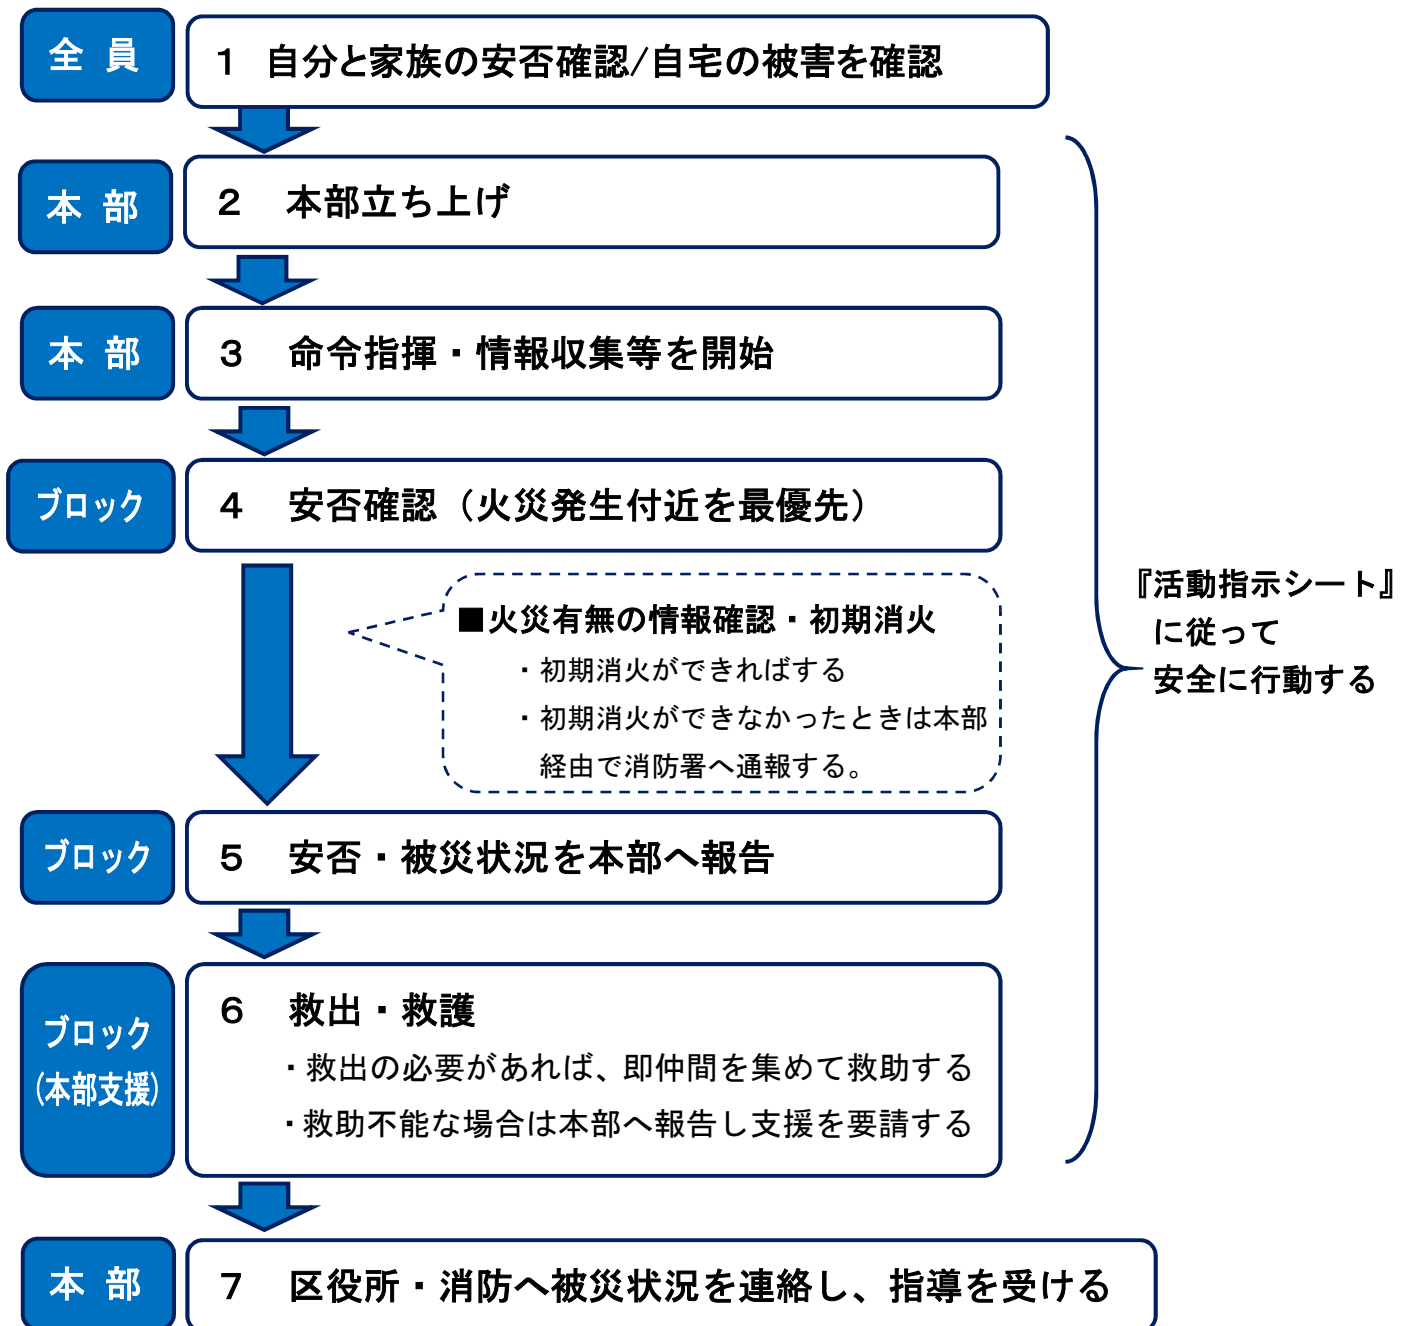 全 員
1 自分と家族の安否確認/自宅の被害を確認
本 部
2 本部立ち上げ
本 部
3 命令指揮・情報収集等を開始
ブロック
4 安否確認（火災発生付近を最優先）
■火災有無の情報確認・初期消火
・初期消火ができればする
・初期消火ができなかったときは本部
経由で消防署へ通報する。
『活動指示シート』
に従って
安全に行動する
ブロック
5 安否・被災状況を本部へ報告
ブロック
(本部支援)
6 救出・救護
・救出の必要があれば、即仲間を集めて救助する
・救助不能な場合は本部へ報告し支援を要請する
本 部
7 区役所・消防へ被災状況を連絡し、指導を受ける